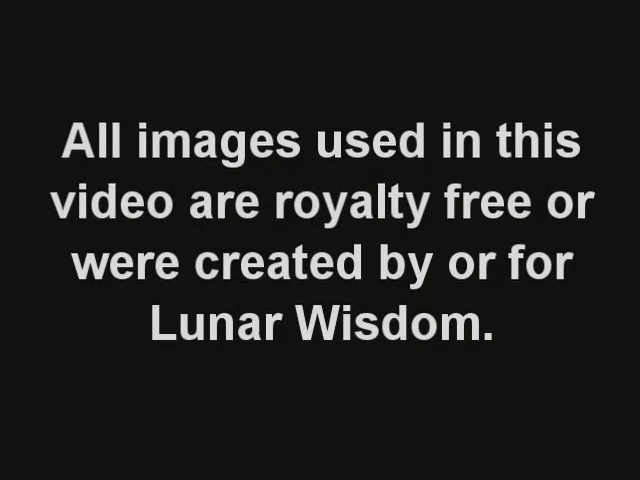 All images used in this
video are royalty free or
were created by or for
Lunar Wisdom.